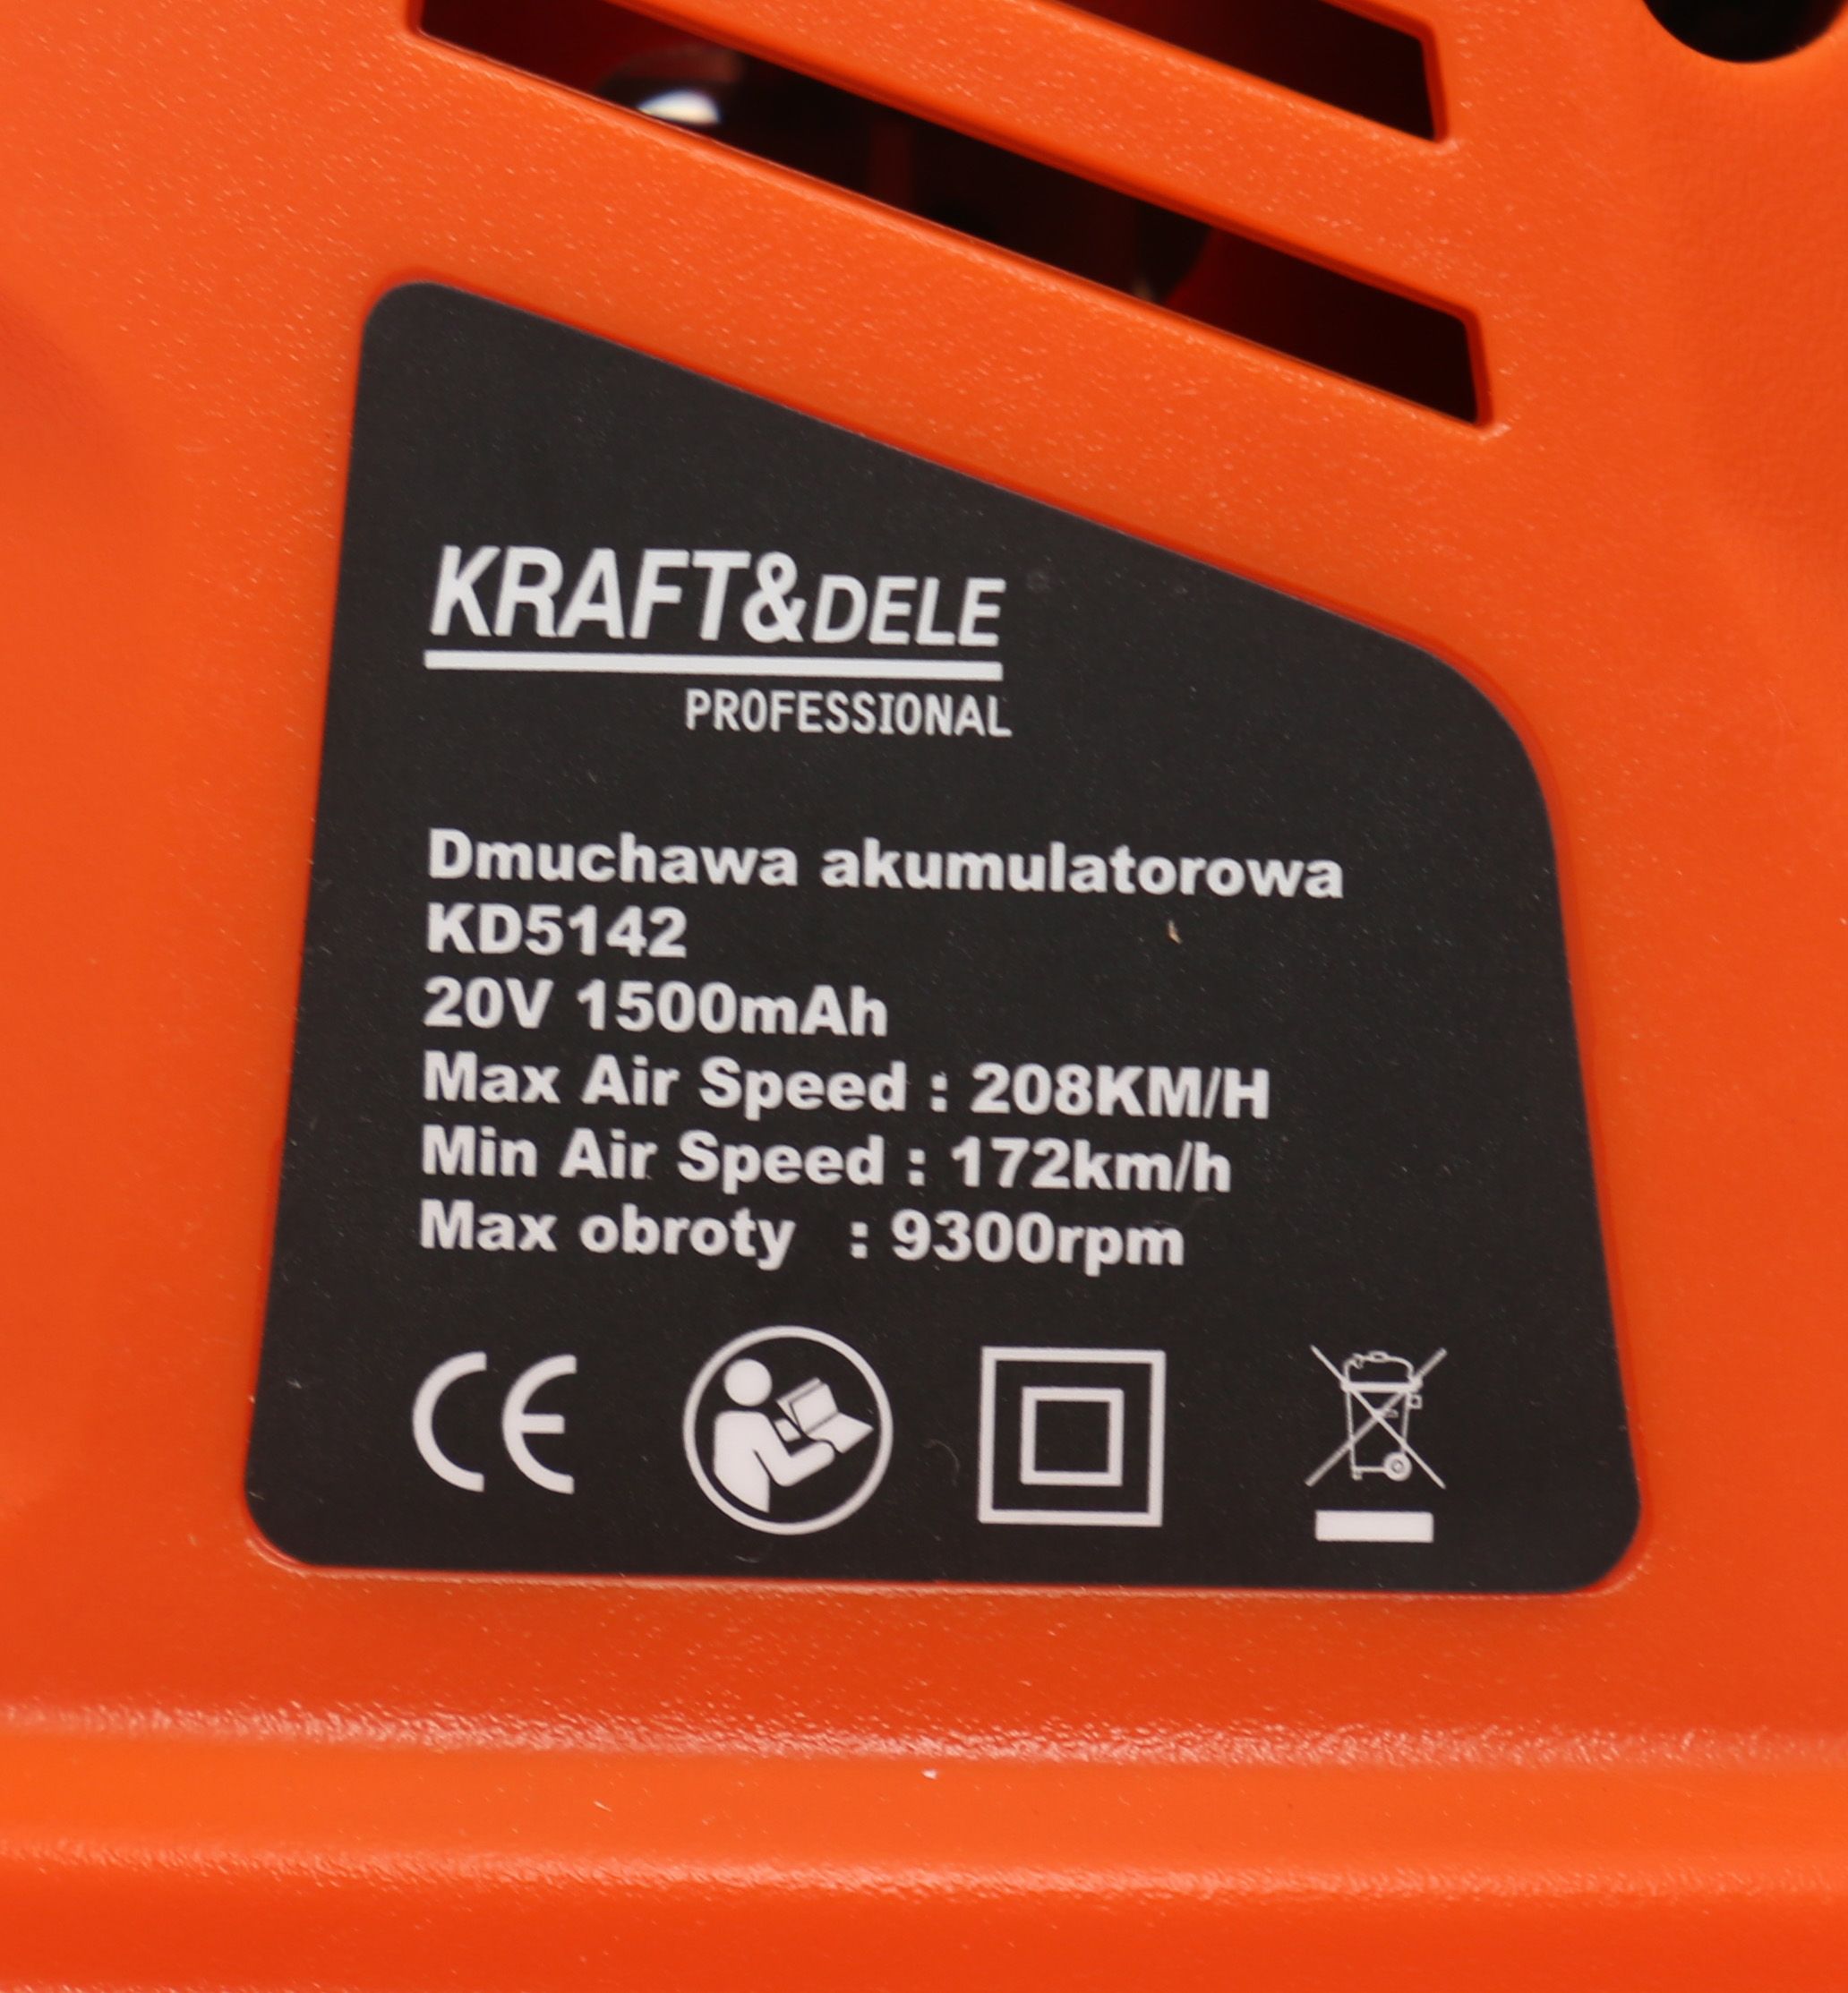 KRAFT&DELE
PROFESSIONAL
Dmuchawa akumulatorowa
KD5142
20V 1500mAh
Max Air Speed : 208KM/H
Min Air Speed : 172km/h
Max obroty : 9300rpm
CE